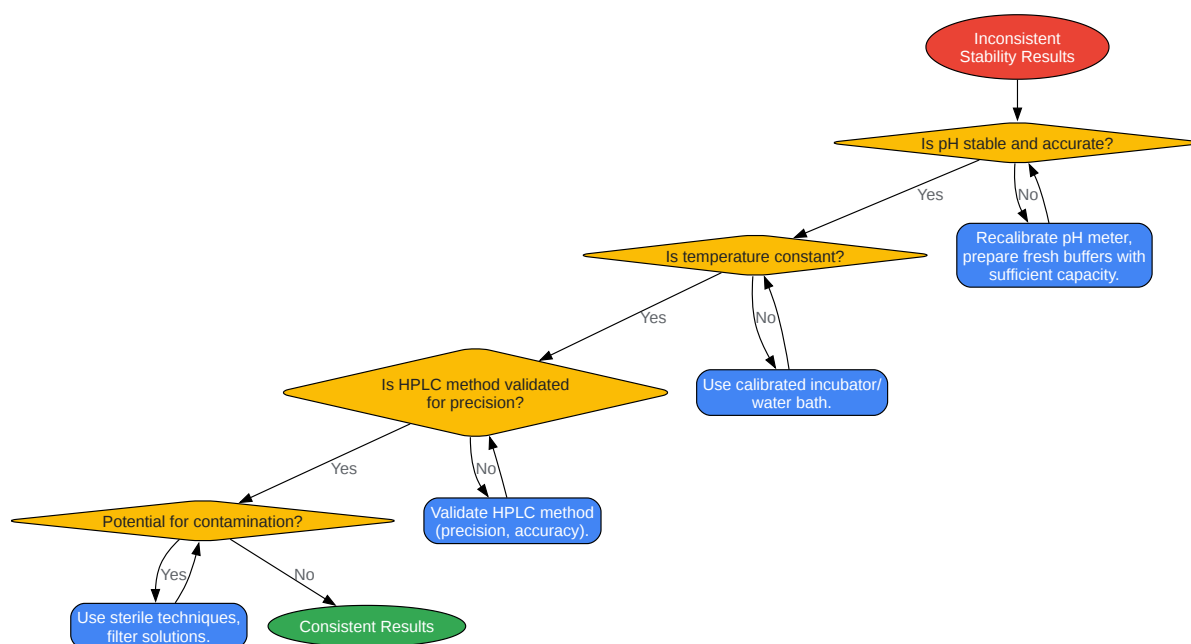 Inconsistent
Stability Results
Is pH stable and accurate?
Yes
No
Recalibrate pH meter,
prepare fresh buffers with
sufficient capacity.
Is temperature constant?
Yes
No
Use calibrated incubator/
water bath.
Is HPLC method validated
for precision?
Yes
No
Validate HPLC method
(precision, accuracy).
Potential for contamination?
Yes
No
Use sterile techniques,
filter solutions.
Consistent Results